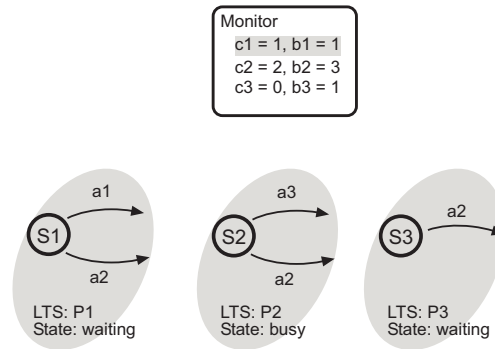 Monitor
c1 = 1, b1 = 1
c2 = 2, b2 = 3
c3 = 0, b3 = 1
a1
S1
a2
LTS: P1
State: waiting
a3
S2
a2
LTS: P2
State: busy
a2
S3
LTS: P3
State: waiting